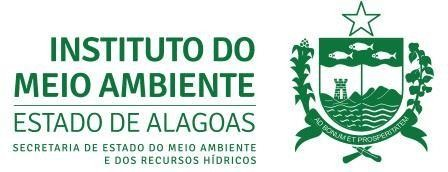 INSTITUTO DO
MEIO AMBIENTE
ESTADO DE ALAGOAS
SECRETARIA DE ESTADO DO MEIO AMBIENTE
E DOS RECURSOS HÍDRICOS
AD BONUM ET PROSPERITATEM